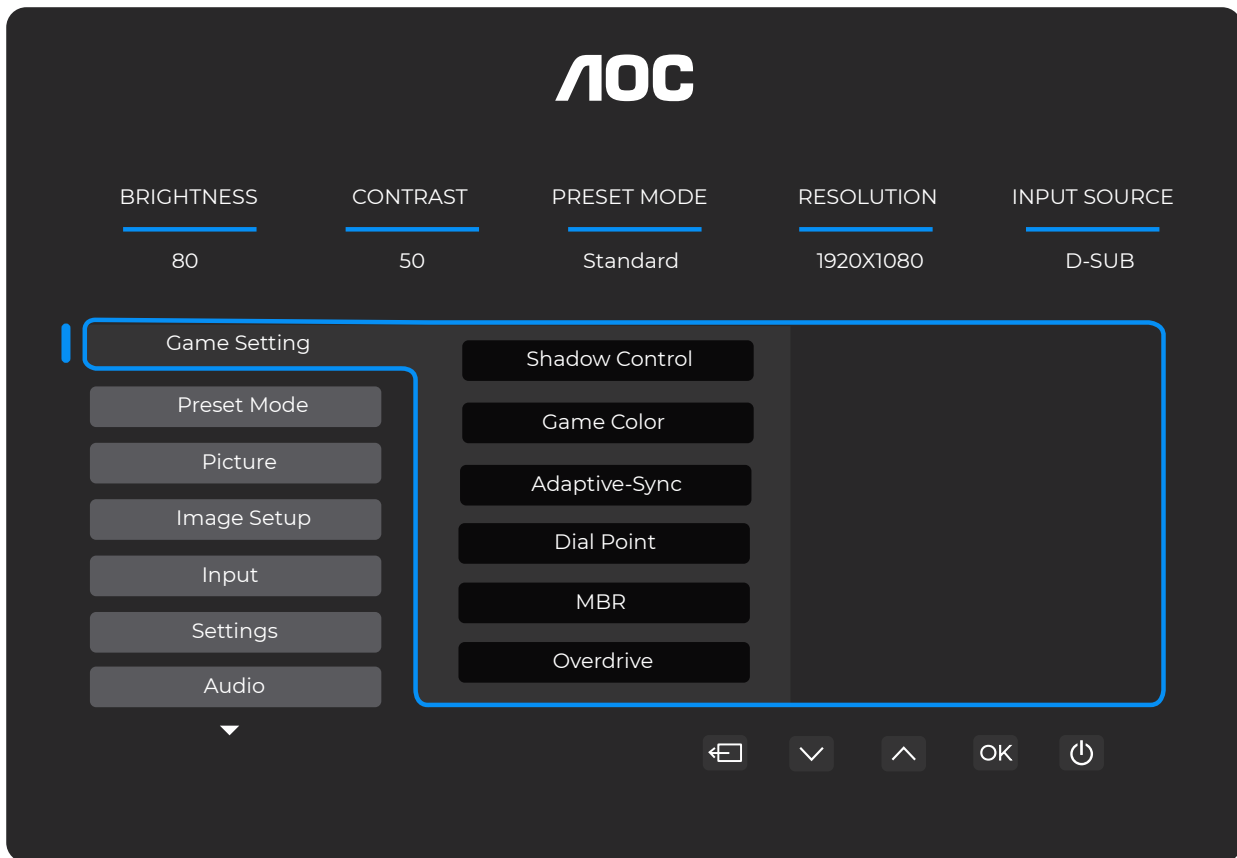 AOC
BRIGHTNESS CONTRAST PRESET MODE RESOLUTION INPUT SOURCE
80 50 Standard 1920X1080 D-SUB
Game Setting
Preset Mode
Picture
Image Setup
Input
Settings
Audio
Shadow Control
Game Color
Adaptive-Sync
Dial Point
MBR
Overdrive
OK